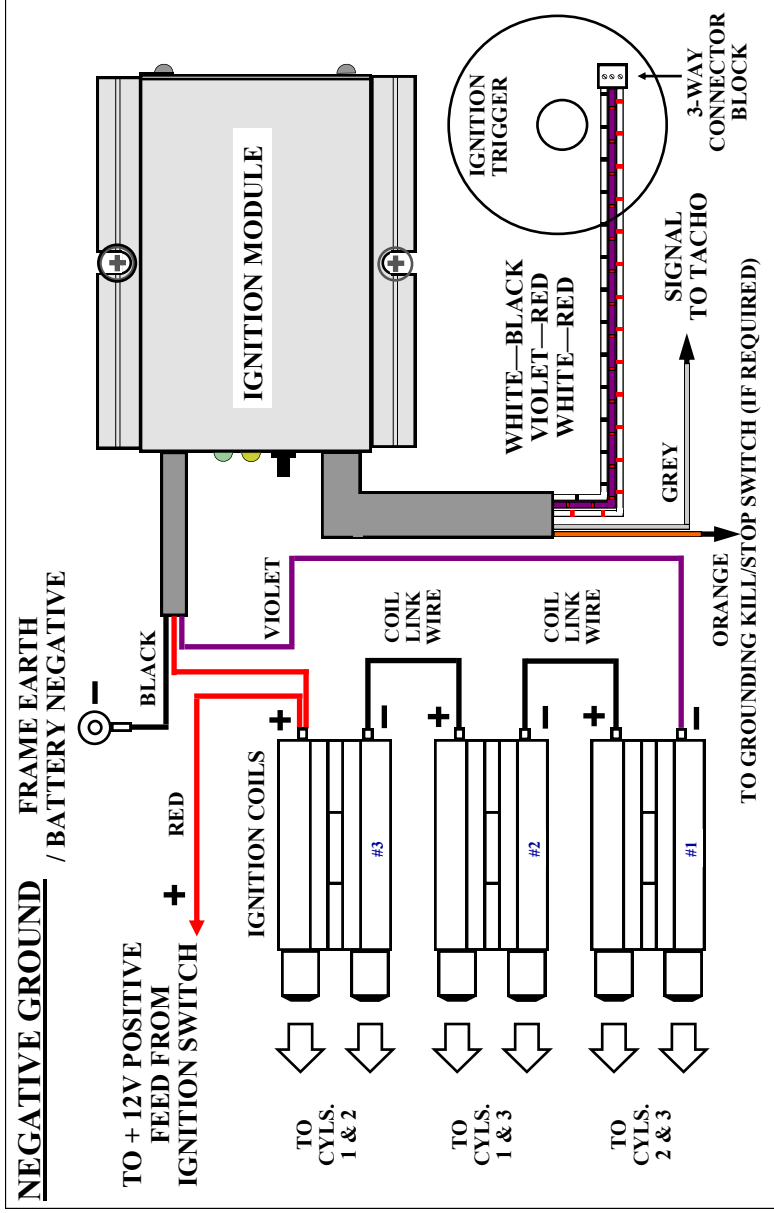 NEGATIVE GROUND
FRAME EARTH
/ BATTERY NEGATIVE
–
BLACK
TO + 12V POSITIVE
FEED FROM
IGNITION SWITCH
+
RED
VIOLET
IGNITION MODULE
IGNITION
TRIGGER
3-WAY
CONNECTOR
BLOCK
WHITE—BLACK
VIOLET—RED
WHITE—RED
GREY
SIGNAL
TO TACHO
ORANGE
TO GROUNDING KILL/STOP SWITCH (IF REQUIRED)
IGNITION COILS
+
–
#3
COIL
LINK
WIRE
+
–
#2
COIL
LINK
WIRE
+
–
#1
TO
CYLS.
1 & 2
TO
CYLS.
1 & 3
TO
CYLS.
2 & 3